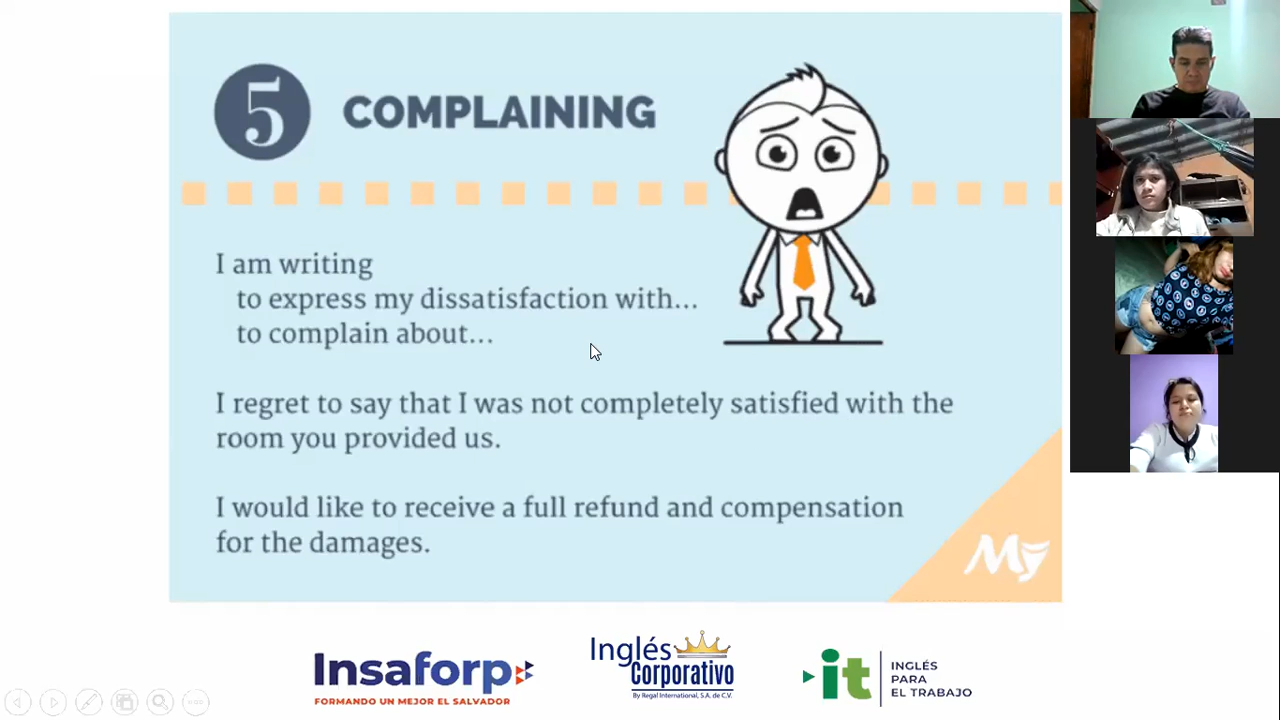 5 COMPLAINING
I am writing
to express my dissatisfaction with...
to complain about...
I regret to say that I was not completely satisfied with the
room you provided us.
I would like to receive a full refund and compensation
for the damages.
My
Insaforp
FORMANDO UN MEJOR EL SALVADOR
Inglés
Corporativo
By Regal International, S.A. de C.V.
it
INGLÉS
PARA
EL TRABAJO